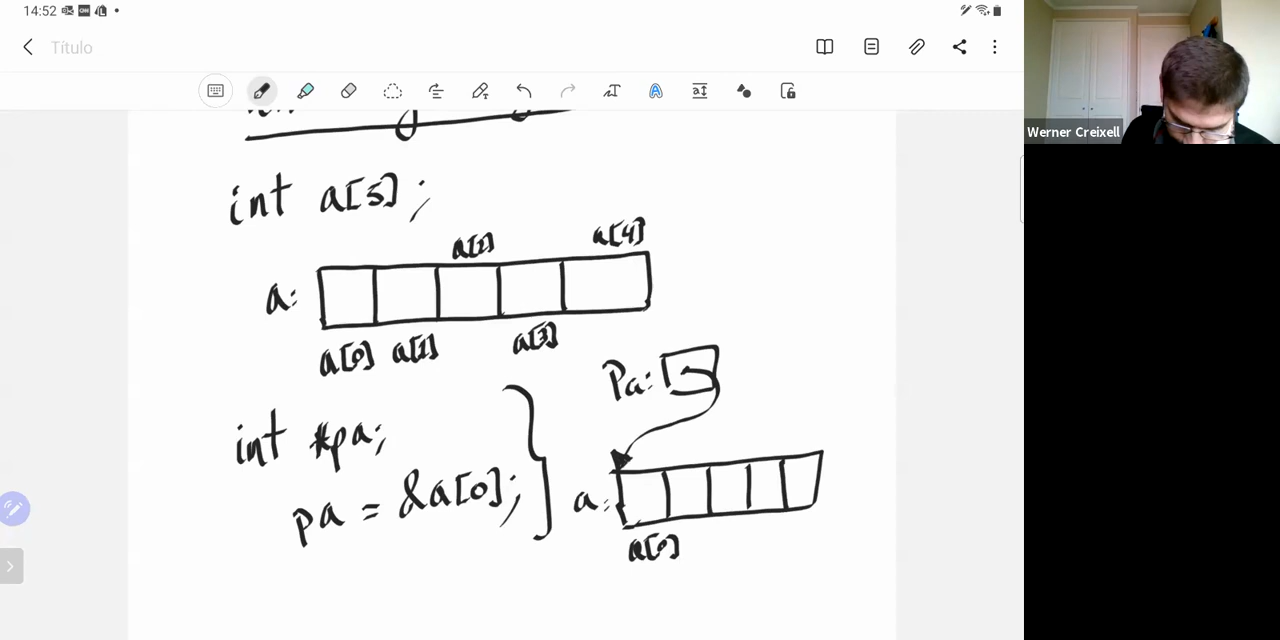 14:52
Título
Werner Creixell
int a[5];
a[2] a[4]
a:
a[0] a[1] a[3]
Pa:
int *pa;
pa = &a[0];
a:
a[0]